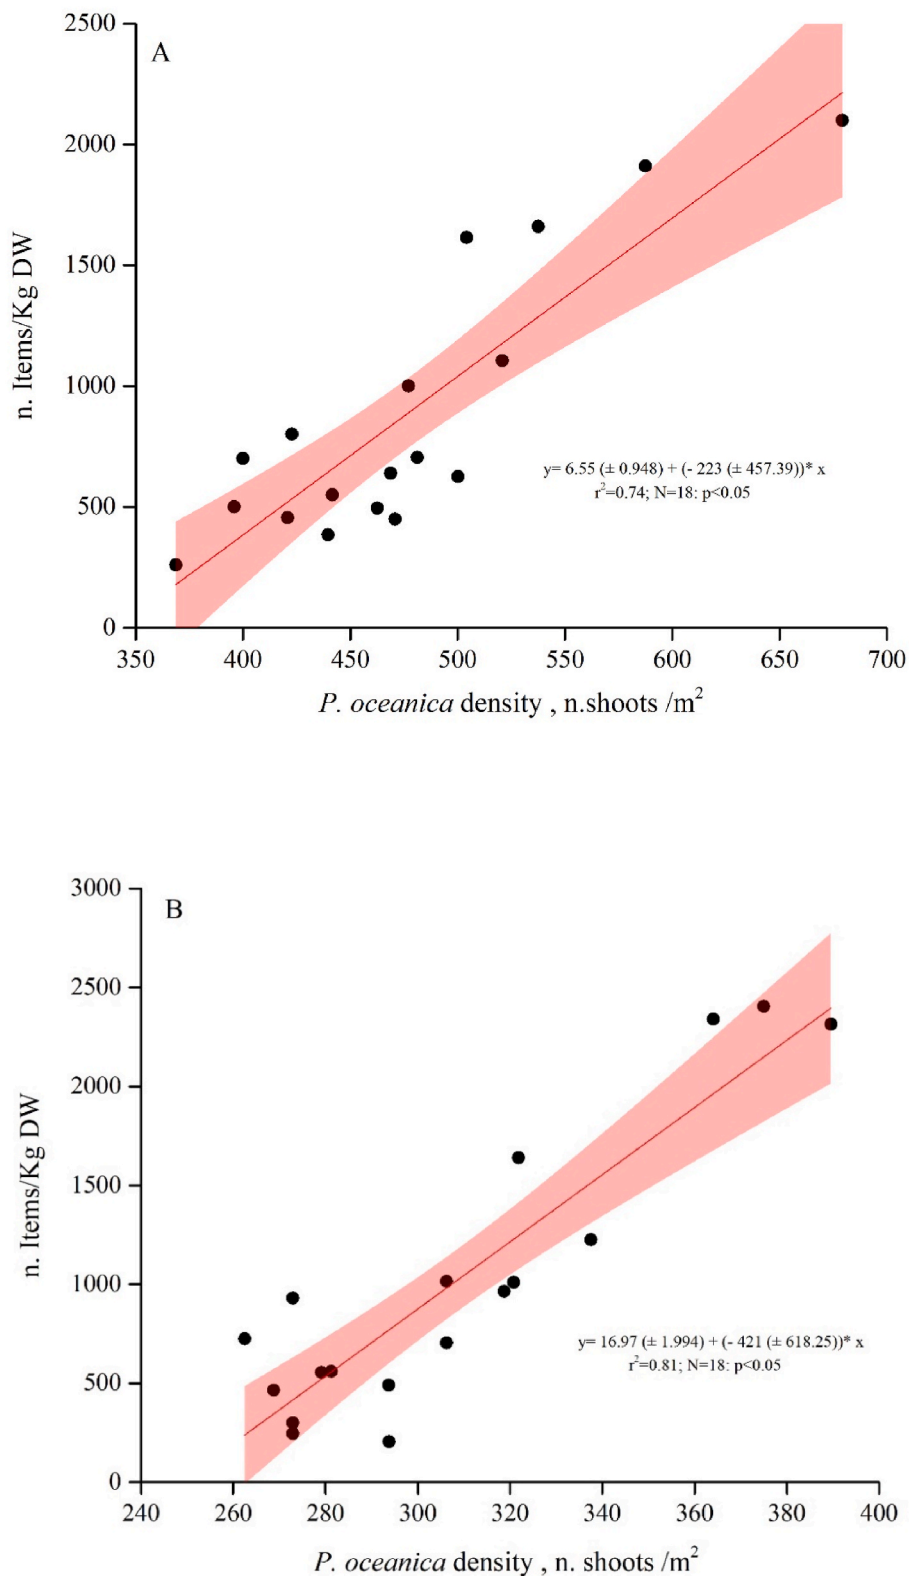 A
2500
2000
1500
1000
500
0
n. Items/Kg DW
y= 6.55 (± 0.948) + (- 223 (± 457.39))* x
r²=0.74; N=18: p<0.05
350 400 450 500 550 600 650 700
P. oceanica density , n.shoots /m²
B
3000
2500
2000
1500
1000
500
0
n. Items/Kg DW
y= 16.97 (± 1.994) + (- 421 (± 618.25))* x
r²=0.81; N=18: p<0.05
240 260 280 300 320 340 360 380 400
P. oceanica density , n. shoots /m²